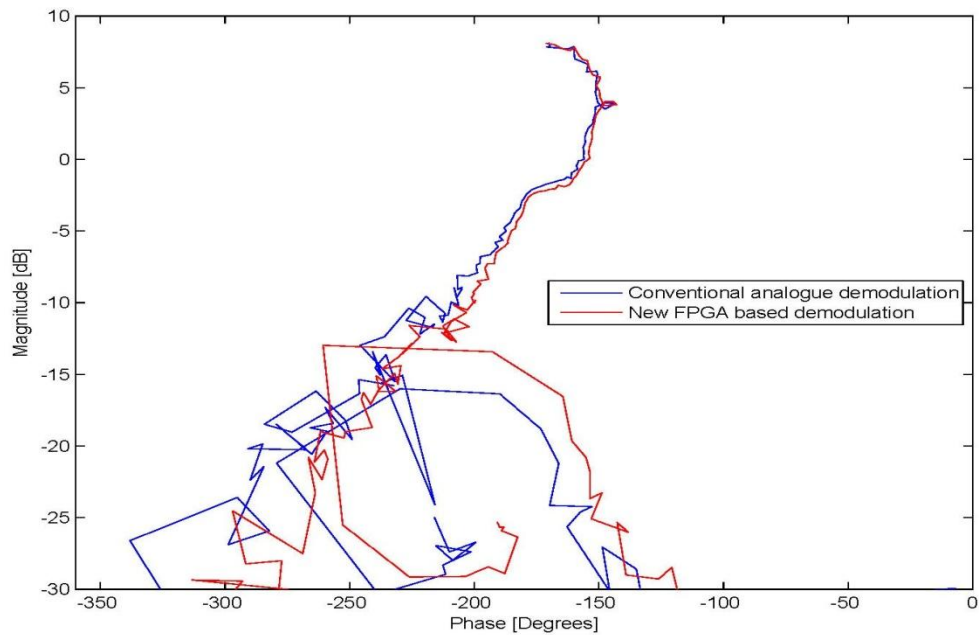 10
5
0
-5
-10
-15
-20
-25
-30
Magnitude [dB]
Conventional analogue demodulation
New FPGA based demodulation
-350 -300 -250 -200 -150 -100 -50 0
Phase [Degrees]